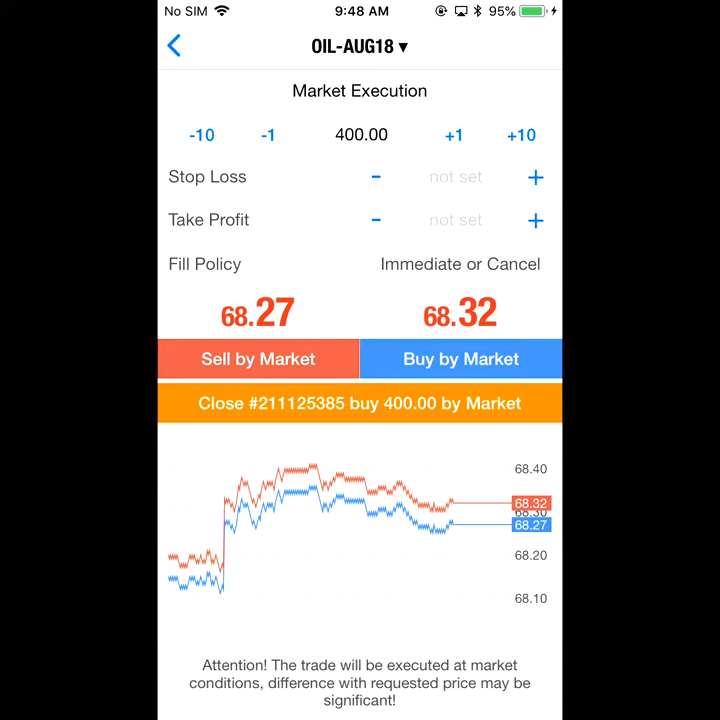 No SIM 9:48 AM 95%
OIL-AUG18 ▼
Market Execution
-10 -1 400.00 +1 +10
Stop Loss - not set +
Take Profit - not set +
Fill Policy Immediate or Cancel
68.27 68.32
Sell by Market Buy by Market
Close #211125385 buy 400.00 by Market
68.40
68.32
68.30
68.27
68.20
68.10
Attention! The trade will be executed at market
conditions, difference with requested price may be
significant!